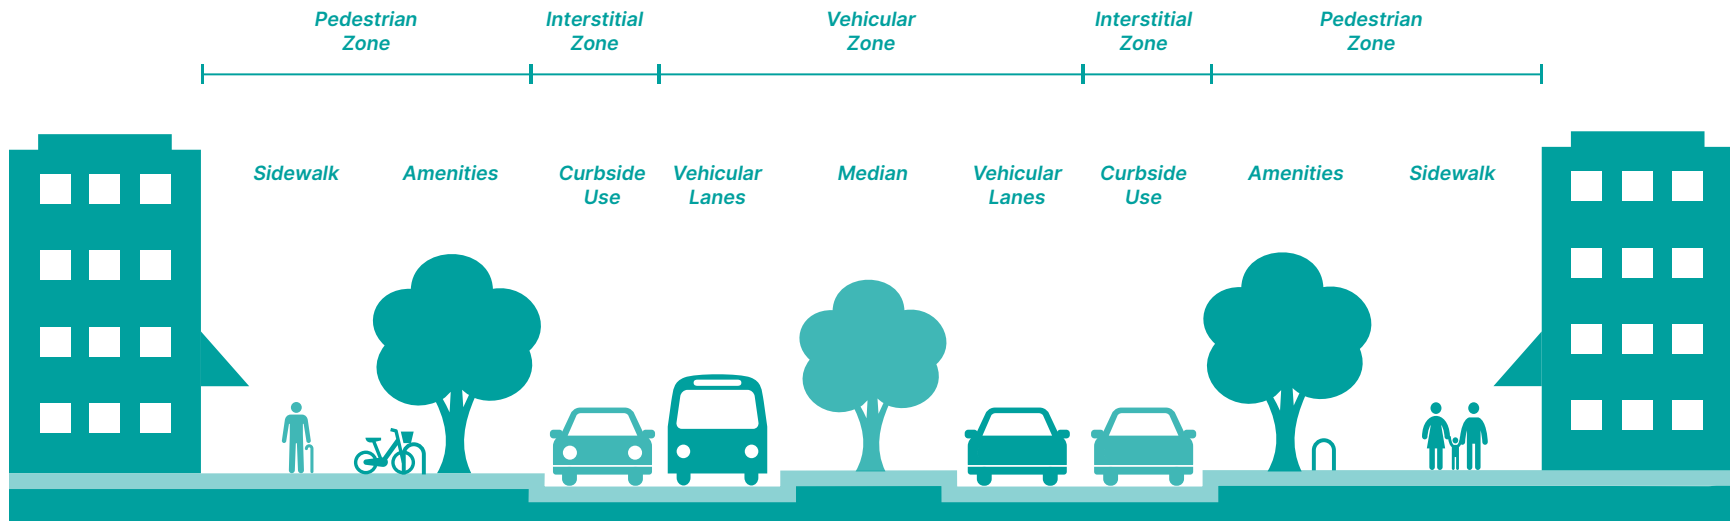 Pedestrian
Zone
Interstitial
Zone
Vehicular
Zone
Interstitial
Zone
Pedestrian
Zone
Sidewalk
Amenities
Curbside
Use
Vehicular
Lanes
Median
Vehicular
Lanes
Curbside
Use
Amenities
Sidewalk